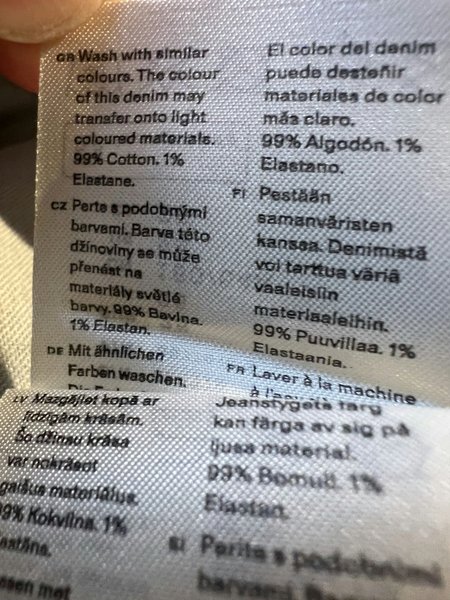 GB Wash with similar
colours. The colour
of this denim may
transfer onto light
coloured materials.
99% Cotton. 1%
Elastane.
CZ Perte s podobnými
barvami. Barva této
džínoviny se může
přenést na
materiály světlé
barvy. 99% Bavlna.
1% Elastan.
DE Mit ähnlichen
Farben waschen.
El color del denim
puede desteñir
materiales de color
más claro.
99% Algodón. 1%
Elastano.
FI Pestään
samanväristen
kanssa. Denimistä
voi tarttua väriä
vaaleisiin
materiaaleihin.
99% Puuvillaa. 1%
Elastaania.
FR Laver à la machine
LV Mazgājiet kopā ar
līdzīgām krāsām.
Šo džinsu krāsa
var nokrāsot
gaišus materiālus.
99% Kokvilna. 1%
Jeanstygets färg
kan färga av sig på
ljusa material.
99% Bomull. 1%
Elastan.
SI Perite s podobnimi
barvami.